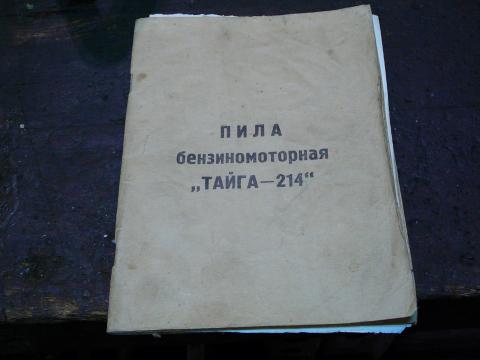 ПИЛА
бензиномоторная
„ТАЙГА—214“